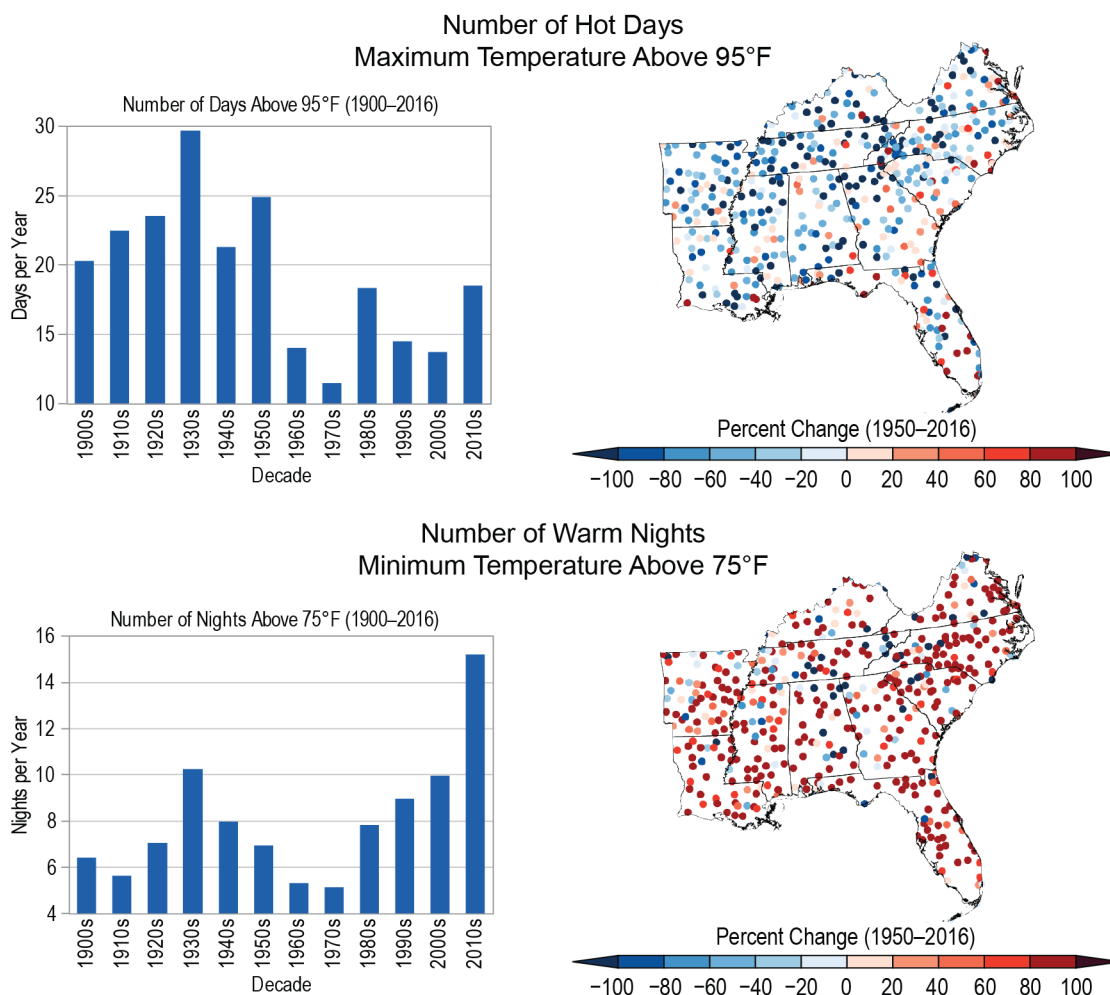 Number of Hot Days
Maximum Temperature Above 95°F
Number of Days Above 95°F (1900–2016)
Days per Year
30
25
20
15
10
1900s
1910s
1920s
1930s
1940s
1950s
1960s
1970s
1980s
1990s
2000s
2010s
Decade
Percent Change (1950–2016)
−100 −80 −60 −40 −20 0 20 40 60 80 100
Number of Warm Nights
Minimum Temperature Above 75°F
Number of Nights Above 75°F (1900–2016)
Nights per Year
16
14
12
10
8
6
4
1900s
1910s
1920s
1930s
1940s
1950s
1960s
1970s
1980s
1990s
2000s
2010s
Decade
Percent Change (1950–2016)
−100 −80 −60 −40 −20 0 20 40 60 80 100